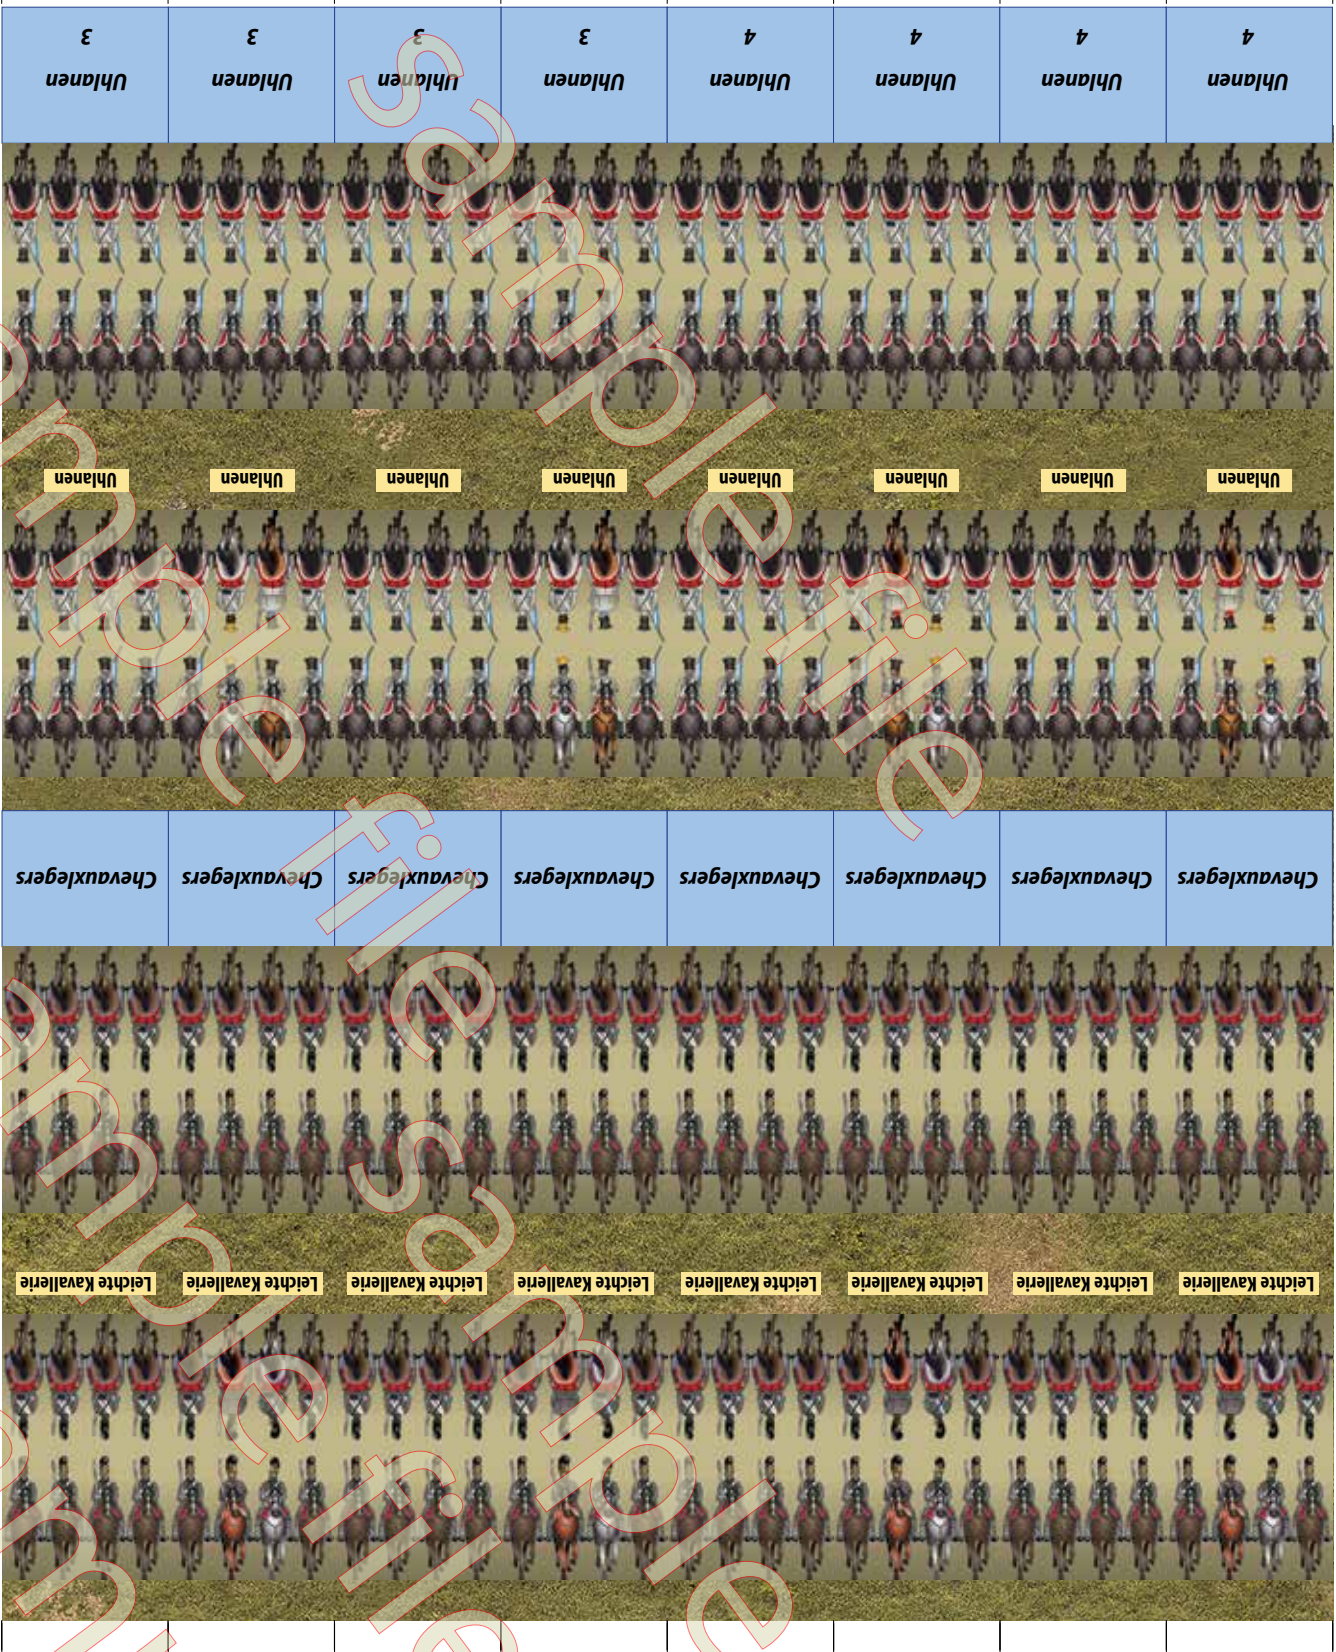 3 3 3 3 4 4 4 4
Uhlanen Uhlanen Uhlanen Uhlanen Uhlanen Uhlanen Uhlanen Uhlanen
Uhlanen Uhlanen Uhlanen Uhlanen Uhlanen Uhlanen Uhlanen Uhlanen
Chevauxlegers Chevauxlegers Chevauxlegers Chevauxlegers Chevauxlegers Chevauxlegers Chevauxlegers Chevauxlegers
Leichte Kavallerie Leichte Kavallerie Leichte Kavallerie Leichte Kavallerie Leichte Kavallerie Leichte Kavallerie Leichte Kavallerie Leichte Kavallerie
sample file
sample file
sample file
sample